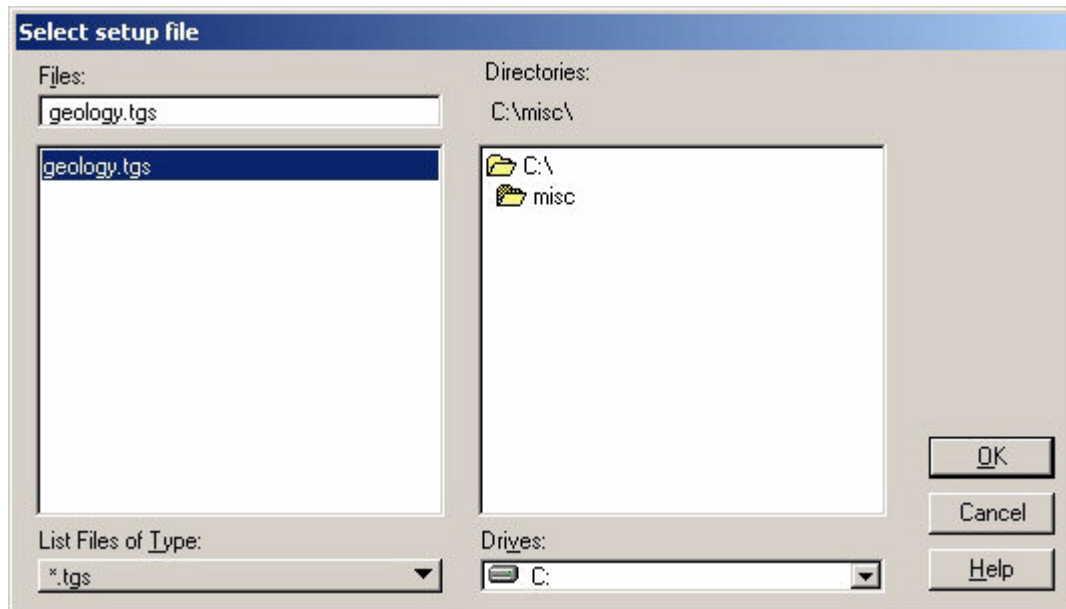 Select setup file
Files:
geology.tgs
geology.tgs
List Files of Type:
*.tgs
Directories:
C:\misc\
C:\
misc
Drives:
C:
OK
Cancel
Help